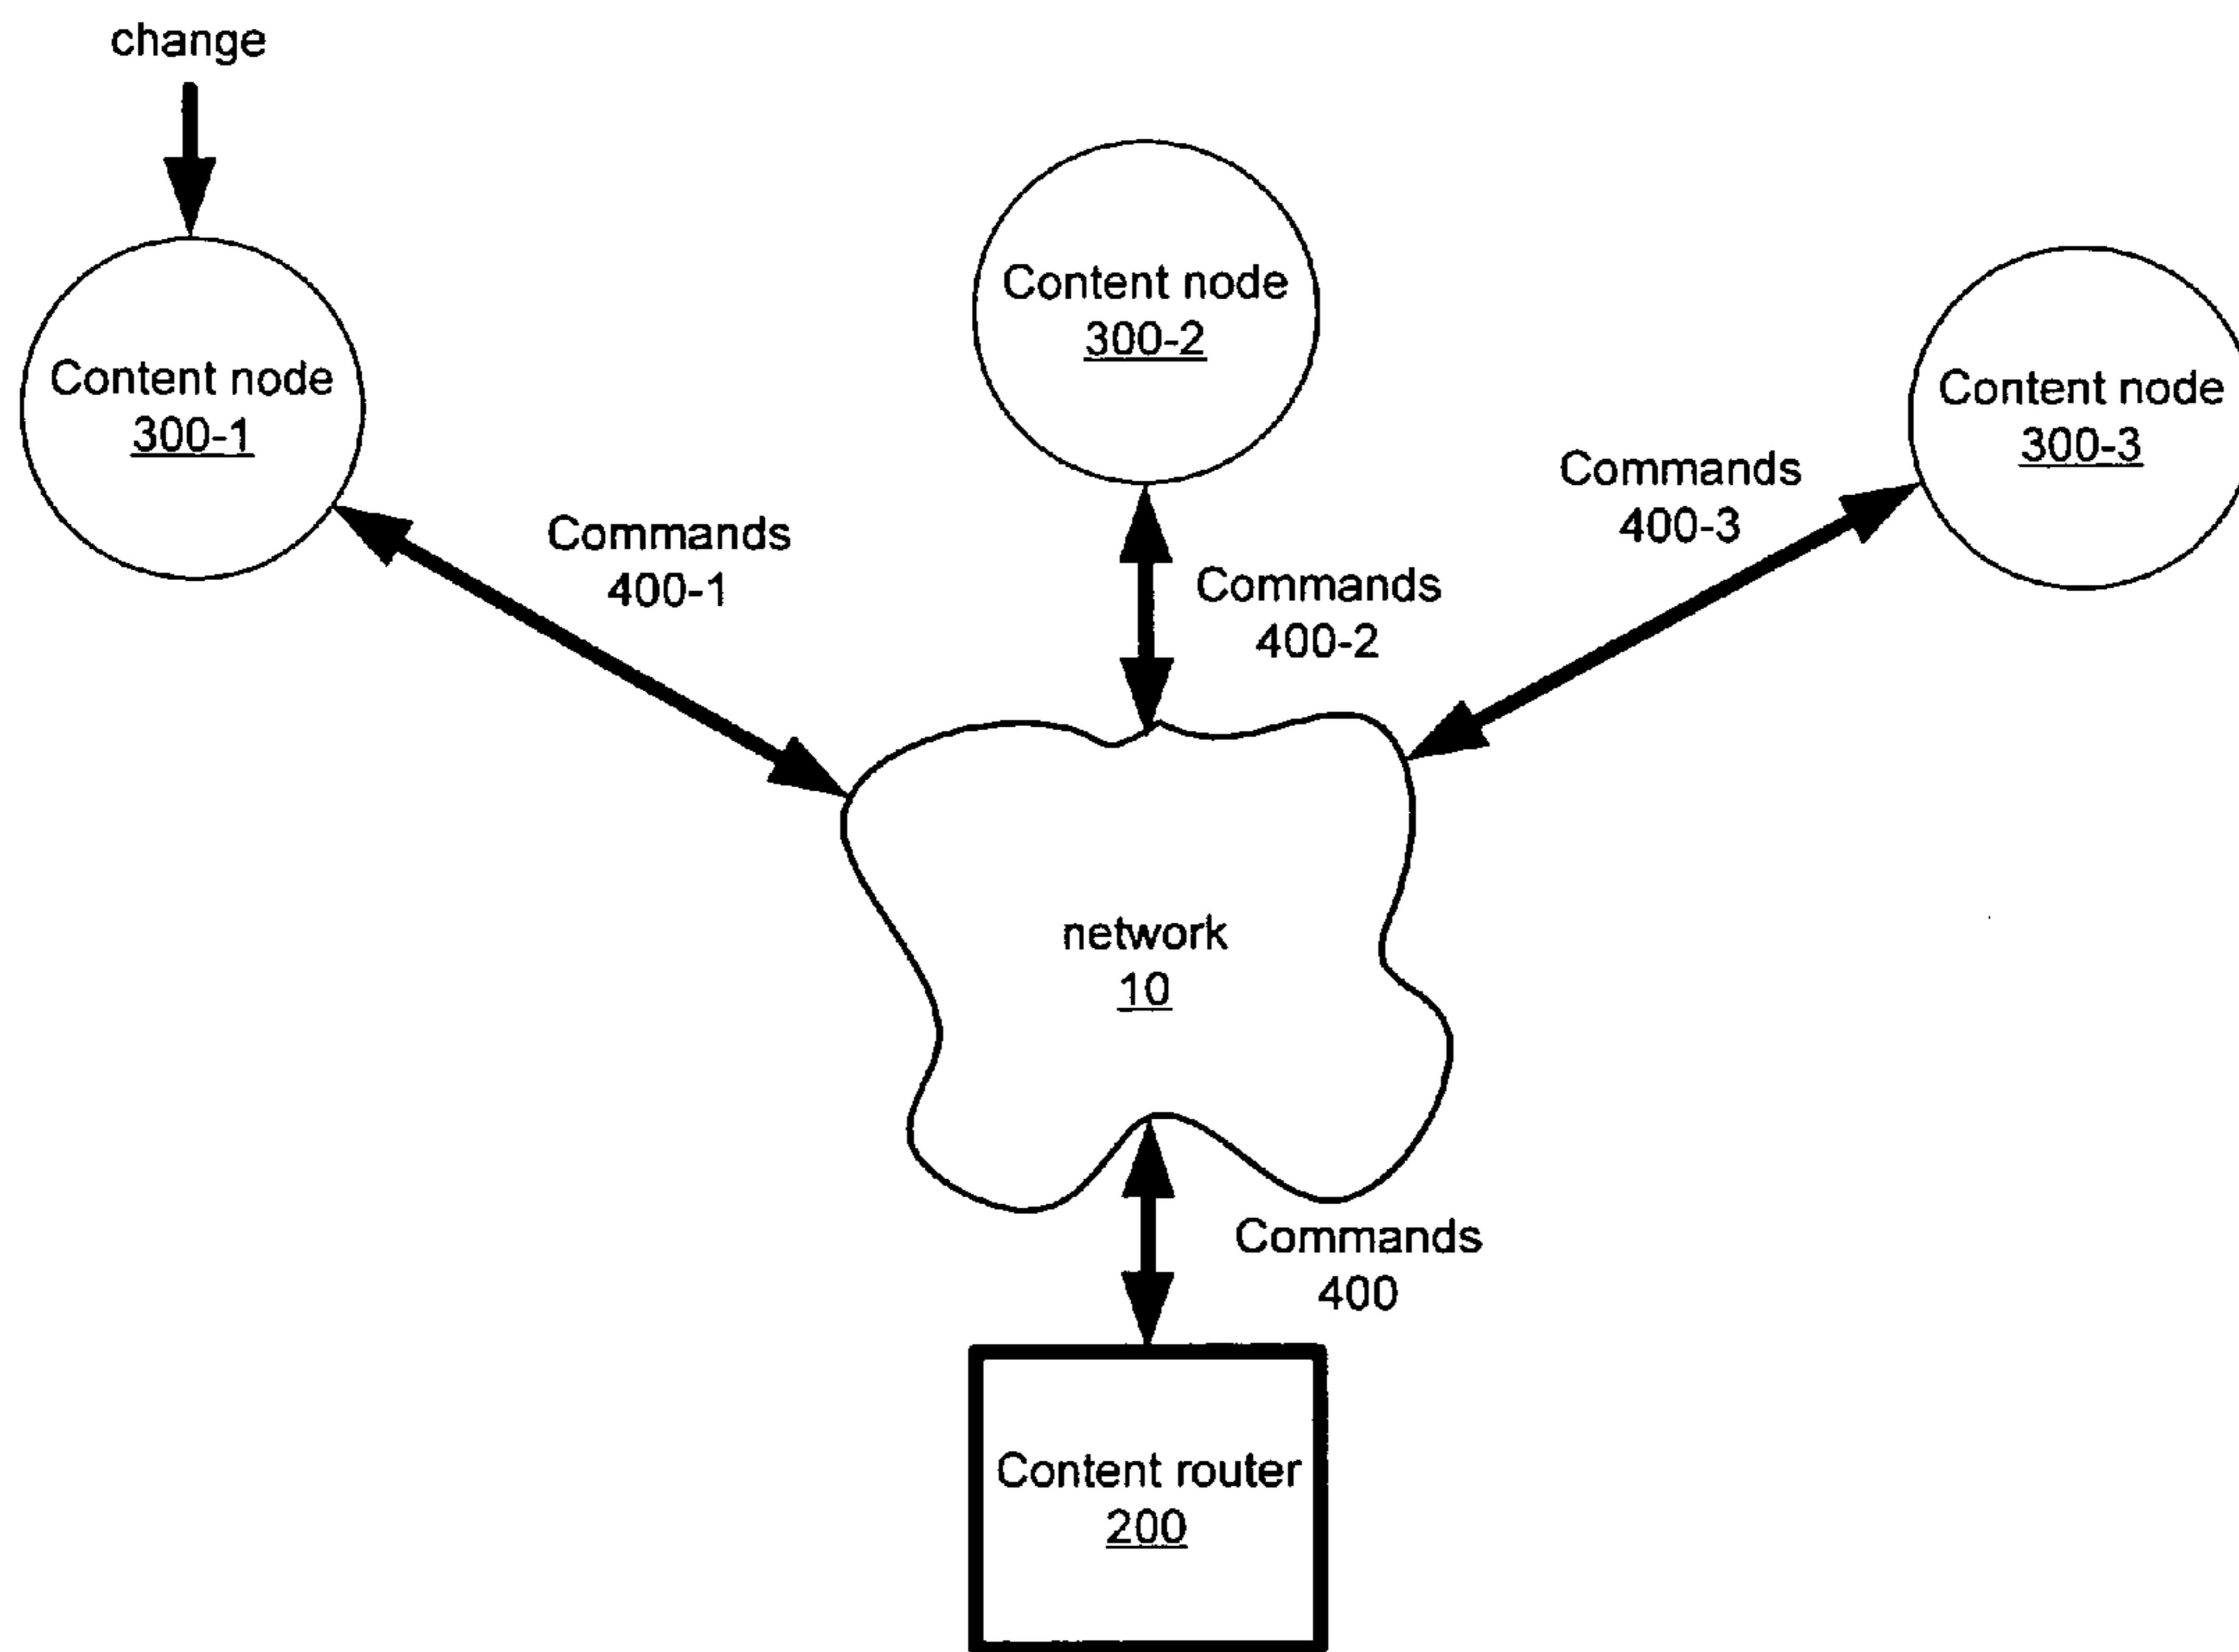 change
Content node
300-1
Content node
300-2
Content node
300-3
Commands
400-1
Commands
400-2
Commands
400-3
network
10
Commands
400
Content router
200